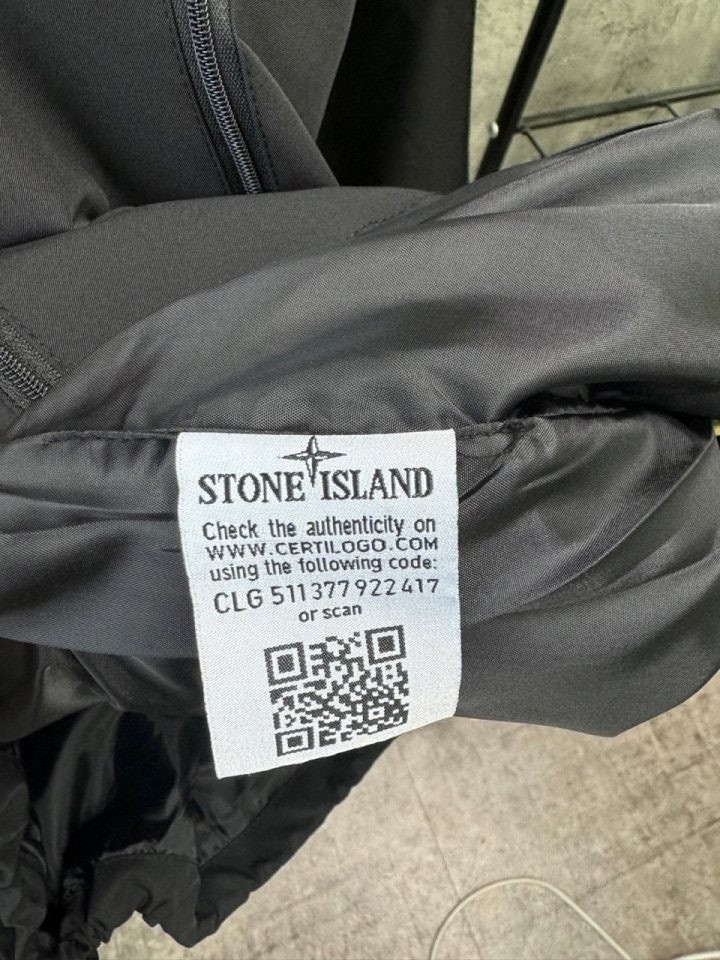 STONE ISLAND
Check the authenticity on
WWW.CERTILOGO.COM
using the following code:
CLG 511377922417
or scan